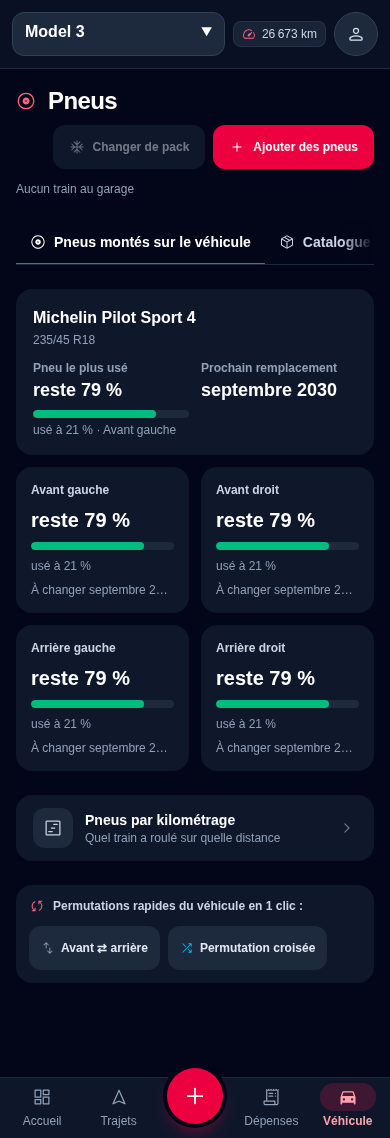 Model 3
26 673 km
Pneus
Changer de pack
Ajouter des pneus
Aucun train au garage
Pneus montés sur le véhicule
Catalogue
Michelin Pilot Sport 4
235/45 R18
Pneu le plus usé
Prochain remplacement
reste 79 %
septembre 2030
usé à 21 % · Avant gauche
Avant gauche
Avant droit
reste 79 %
reste 79 %
usé à 21 %
usé à 21 %
À changer septembre 2…
À changer septembre 2…
Arrière gauche
Arrière droit
reste 79 %
reste 79 %
usé à 21 %
usé à 21 %
À changer septembre 2…
À changer septembre 2…
Pneus par kilométrage
Quel train a roulé sur quelle distance
Permutations rapides du véhicule en 1 clic :
Avant ⇄ arrière
Permutation croisée
Accueil
Trajets
Dépenses
Véhicule